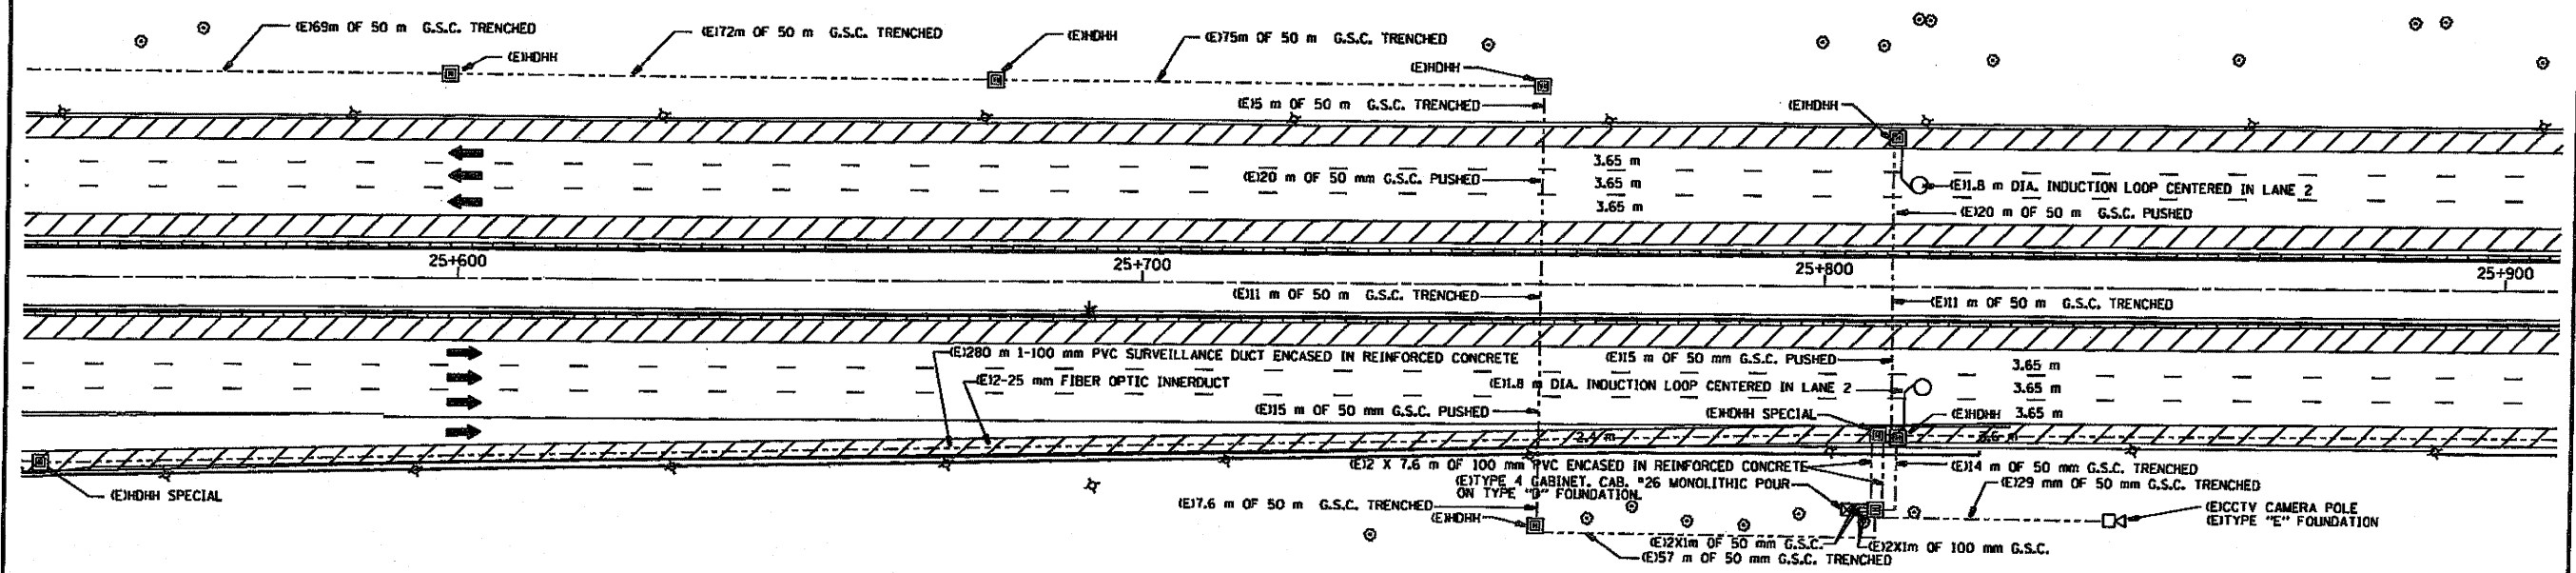 (E)69m OF 50 m G.S.C. TRENCHED
(E)72m OF 50 m G.S.C. TRENCHED
(E)HDHH
(E)HDHH
(E)75m OF 50 m G.S.C. TRENCHED
(E)HDHH
(E)5 m OF 50 m G.S.C. TRENCHED
(E)HDHH
3.65 m
(E)20 m OF 50 mm G.S.C. PUSHED
3.65 m
(E)1.8 m DIA. INDUCTION LOOP CENTERED IN LANE 2
3.65 m
(E)20 m OF 50 m G.S.C. PUSHED
25+600
25+700
25+800
25+900
(E)11 m OF 50 m G.S.C. TRENCHED
(E)11 m OF 50 m G.S.C. TRENCHED
(E)280 m 1-100 mm PVC SURVEILLANCE DUCT ENCASED IN REINFORCED CONCRETE
(E)15 m OF 50 mm G.S.C. PUSHED
3.65 m
(E)2-25 mm FIBER OPTIC INNERDUCT
(E)1.8 m DIA. INDUCTION LOOP CENTERED IN LANE 2
3.65 m
(E)15 m OF 50 mm G.S.C. PUSHED
(E)HDHH SPECIAL
(E)HDHH
3.65 m
2.4 m
3.6 m
(E)2 X 7.6 m OF 100 mm PVC ENCASED IN REINFORCED CONCRETE
(E)14 m OF 50 mm G.S.C. TRENCHED
(E)TYPE 4 CABINET. CAB. #26 MONOLITHIC POUR
ON TYPE "D" FOUNDATION.
(E)29 mm OF 50 mm G.S.C. TRENCHED
(E)HDHH SPECIAL
(E)7.6 m OF 50 m G.S.C. TRENCHED
(E)HDHH
(E)CCTV CAMERA POLE
(E)TYPE "E" FOUNDATION
(E)2X1m OF 50 mm G.S.C.
(E)2X1m OF 100 mm G.S.C.
(E)57 m OF 50 mm G.S.C. TRENCHED